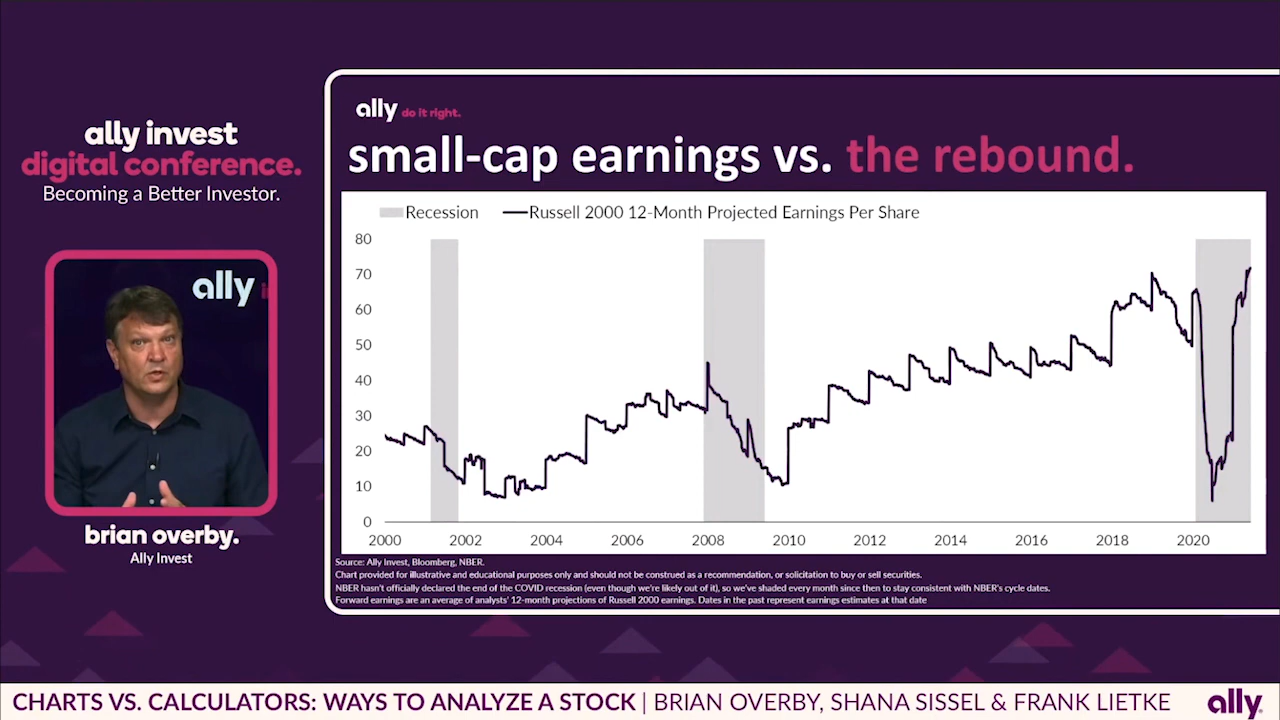 ally invest
digital conference.
Becoming a Better Investor.
ally
brian overby.
Ally Invest
ally do it right.
small-cap earnings vs. the rebound.
Recession
Russell 2000 12-Month Projected Earnings Per Share
80
70
60
50
40
30
20
10
0
2000 2002 2004 2006 2008 2010 2012 2014 2016 2018 2020
Source: Ally Invest, Bloomberg, NBER.
Chart provided for illustrative and educational purposes only and should not be construed as a recommendation, or solicitation to buy or sell securities.
NBER hasn't officially declared the end of the COVID recession (even though we're likely out of it), so we've shaded every month since then to stay consistent with NBER's cycle dates.
Forward earnings are an average of analysts' 12-month projections of Russell 2000 earnings. Dates in the past represent earnings estimates at that date
CHARTS VS. CALCULATORS: WAYS TO ANALYZE A STOCK | BRIAN OVERBY, SHANA SISSEL & FRANK LIETKE
ally